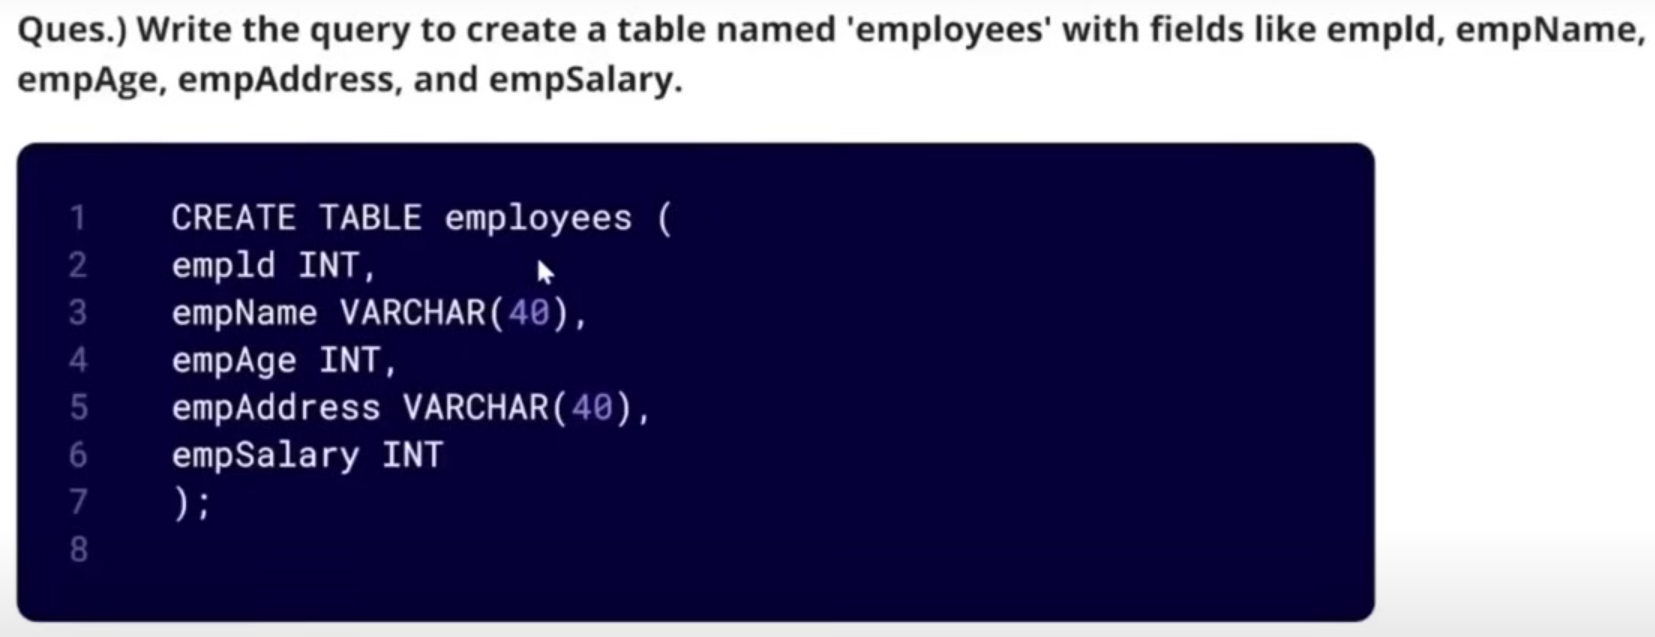 Ques.) Write the query to create a table named 'employees' with fields like empId, empName,
empAge, empAddress, and empSalary.
1 CREATE TABLE employees (
2 empld INT,
3 empName VARCHAR(40),
4 empAge INT,
5 empAddress VARCHAR(40),
6 empSalary INT
7 );
8